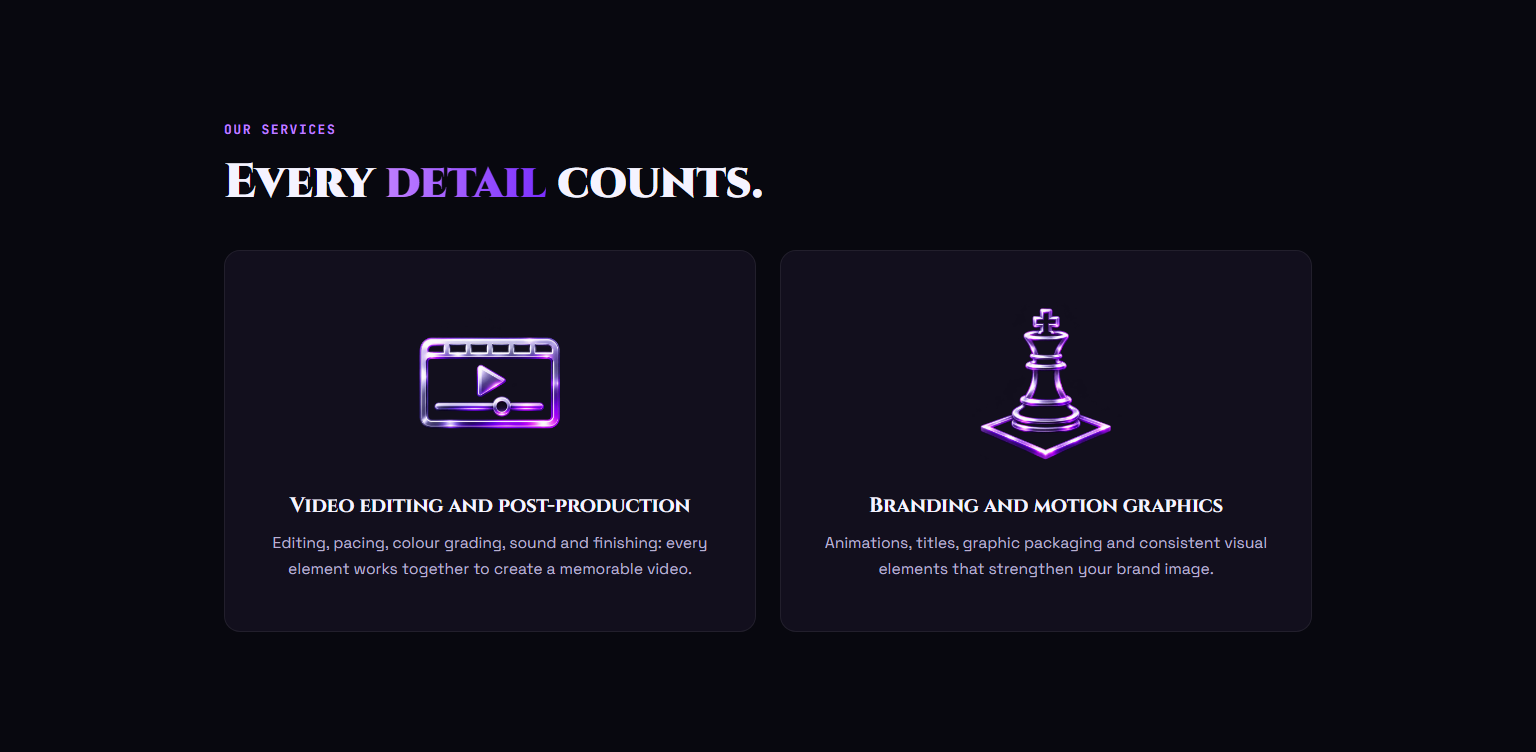 OUR SERVICES
Every detail counts.
Video editing and post-production
Editing, pacing, colour grading, sound and finishing: every
element works together to create a memorable video.
Branding and motion graphics
Animations, titles, graphic packaging and consistent visual
elements that strengthen your brand image.